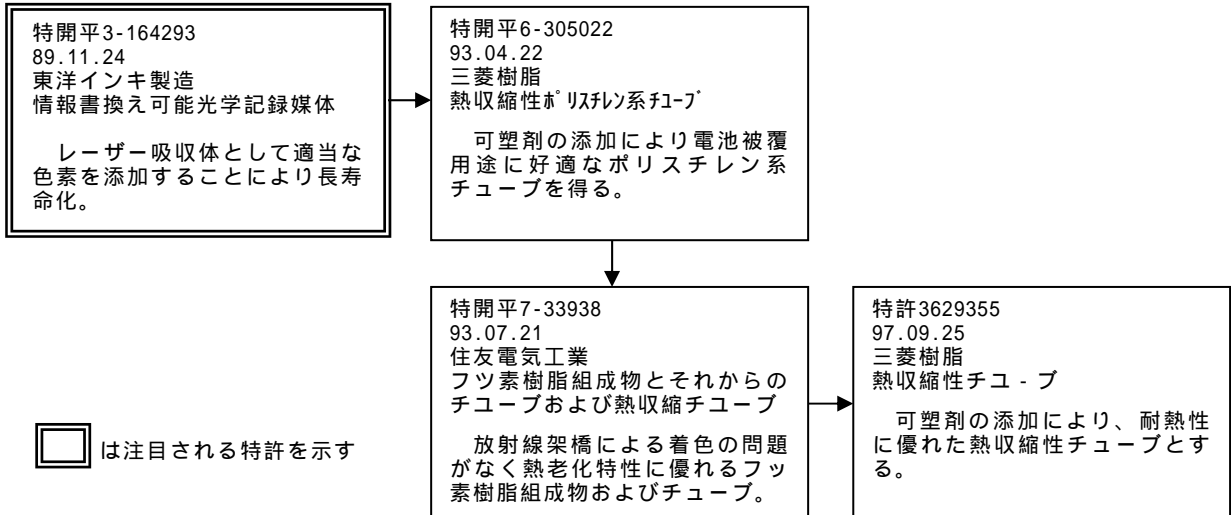 特開平3-164293
89.11.24
東洋インキ製造
情報書換え可能光学記録媒体
レーザー吸収体として適当な
色素を添加することにより長寿
命化。
特開平6-305022
93.04.22
三菱樹脂
熱収縮性ﾎﾟﾘｽﾁﾚﾝ系ﾁﾕｰﾌﾞ
可塑剤の添加により電池被覆
用途に好適なポリスチレン系
チューブを得る。
特開平7-33938
93.07.21
住友電気工業
フツ素樹脂組成物とそれからの
チユーブおよび熱収縮チユーブ
放射線架橋による着色の問題
がなく熱老化特性に優れるフッ
素樹脂組成物およびチューブ。
特許3629355
97.09.25
三菱樹脂
熱収縮性チユ-ブ
可塑剤の添加により、耐熱性
に優れた熱収縮性チューブとす
る。
は注目される特許を示す